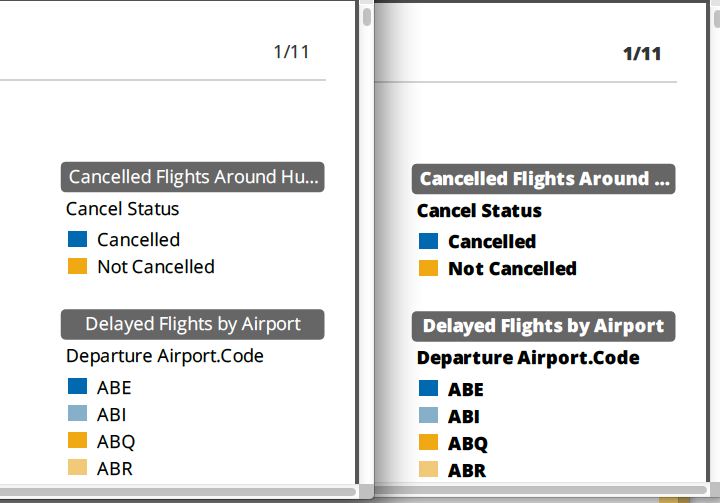 1/11
Cancelled Flights Around Hu...
Cancel Status
Cancelled
Not Cancelled
Delayed Flights by Airport
Departure Airport.Code
ABE
ABI
ABQ
ABR
1/11
Cancelled Flights Around ...
Cancel Status
Cancelled
Not Cancelled
Delayed Flights by Airport
Departure Airport.Code
ABE
ABI
ABQ
ABR